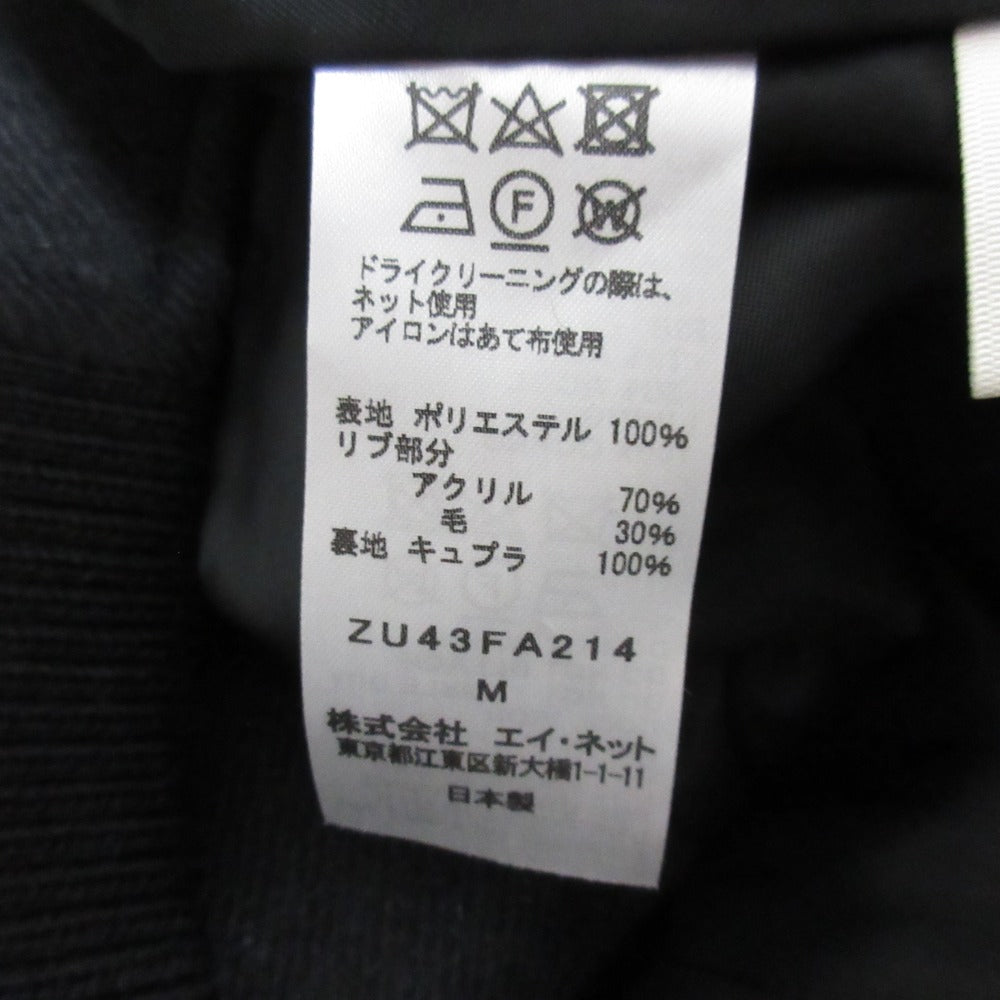 F W
ドライクリーニングの際は、
ネット使用
アイロンはあて布使用
表地 ポリエステル 100%
リブ部分
アクリル 70%
毛 30%
裏地 キュプラ 100%
ZU43FA214
M
株式会社 エイ・ネット
東京都江東区新大橋1-1-11
日本製